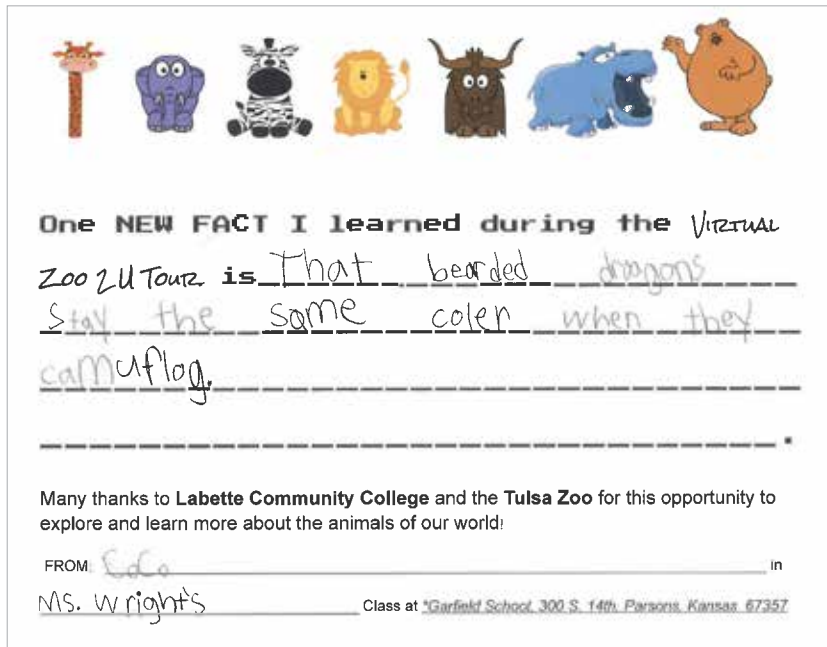 One NEW FACT I learned during the VIRTUAL
ZOO 2U TOUR is That bearded dragons
Stay the same coler when they
camuflog.
Many thanks to Labette Community College and the Tulsa Zoo for this opportunity to
explore and learn more about the animals of our world!
FROM: CoCo in
Ms. Wright's Class at *Garfield School, 300 S. 14th, Parsons, Kansas 67357